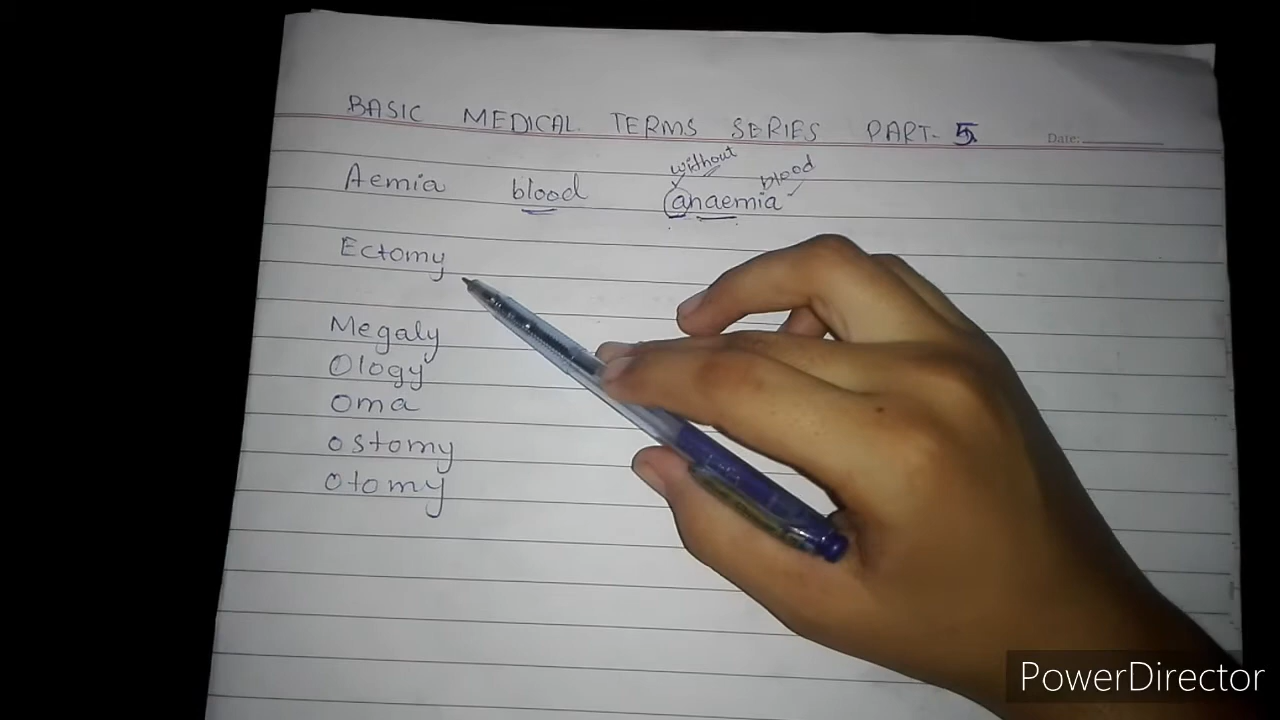 BASIC MEDICAL TERMS SERIES PART-5
Date:
without blood
Aemia blood anaemia
Ectomy
Megaly
Ology
oma
ostomy
otomy
PowerDirector